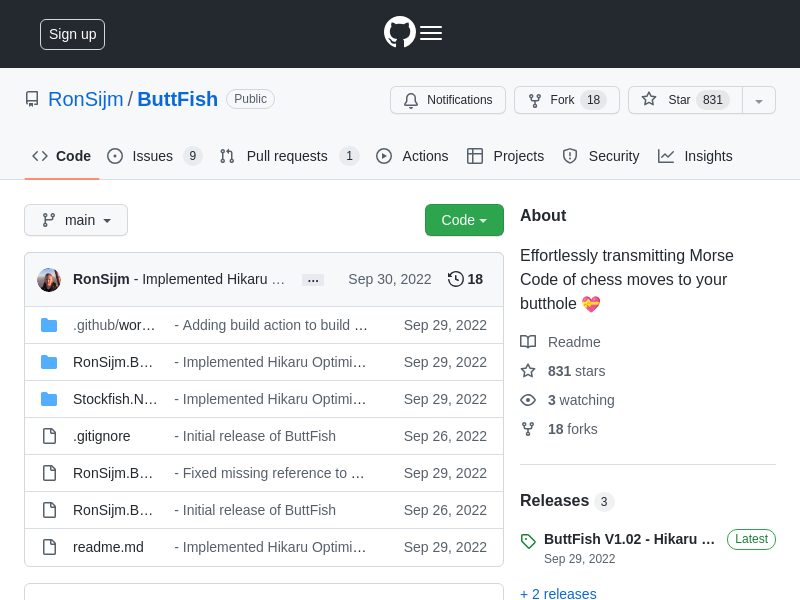 Sign up
RonSijm / ButtFish Public
Notifications Fork 18 Star 831
Code Issues 9 Pull requests 1 Actions Projects Security Insights
main Code
RonSijm - Implemented Hikaru … ... Sep 30, 2022 18
.github/wor… - Adding build action to build … Sep 29, 2022
RonSijm.B… - Implemented Hikaru Optimi… Sep 29, 2022
Stockfish.N… - Implemented Hikaru Optimi… Sep 29, 2022
.gitignore - Initial release of ButtFish Sep 26, 2022
RonSijm.B… - Fixed missing reference to … Sep 29, 2022
RonSijm.B… - Initial release of ButtFish Sep 26, 2022
readme.md - Implemented Hikaru Optimi… Sep 29, 2022
About
Effortlessly transmitting Morse
Code of chess moves to your
butthole 💝
Readme
831 stars
3 watching
18 forks
Releases 3
ButtFish V1.02 - Hikaru … Latest
Sep 29, 2022
+ 2 releases